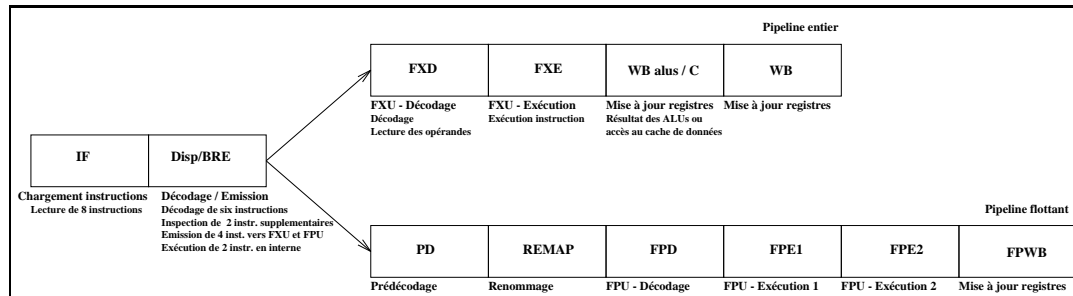 Pipeline entier
FXD FXE WB alus / C WB
FXU - Décodage FXU - Exécution Mise à jour registres Mise à jour registres
Décodage Exécution instruction Résultat des ALUs ou
Lecture des opérandes accès au cache de données
IF Disp/BRE
Chargement instructions Décodage / Emission
Lecture de 8 instructions Décodage de six instructions
Inspection de 2 instr. supplementaires
Emission de 4 inst. vers FXU et FPU
Exécution de 2 instr. en interne
Pipeline flottant
PD REMAP FPD FPE1 FPE2 FPWB
Prédécodage Renommage FPU - Décodage FPU - Exécution 1 FPU - Exécution 2 Mise à jour registres